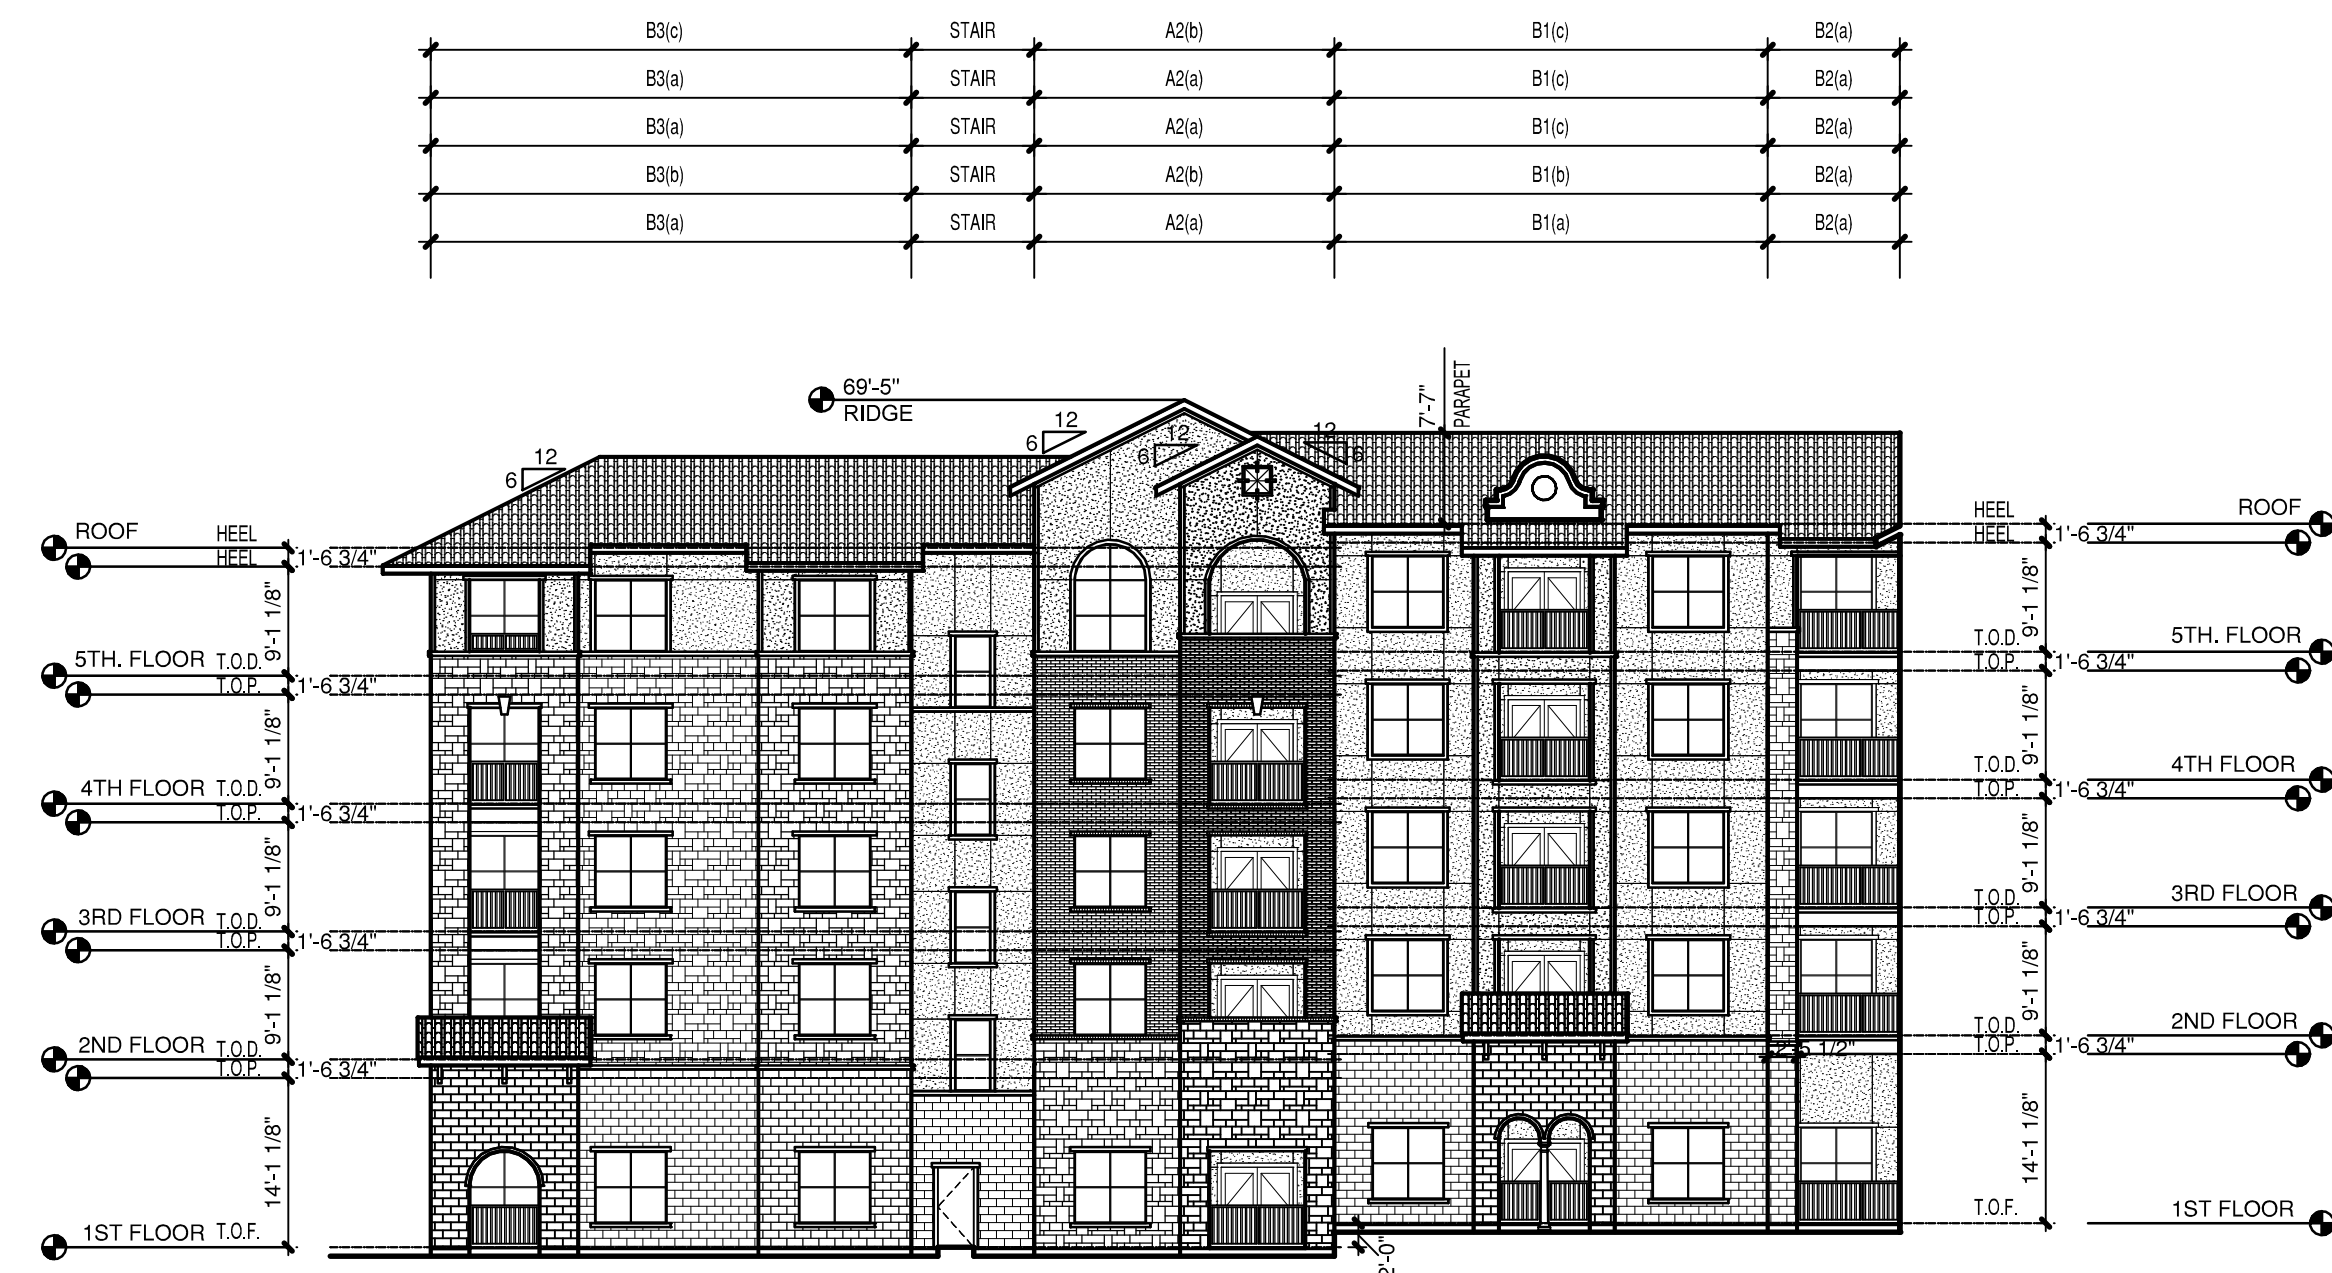 B3(c) STAIR A2(b) B1(c) B2(a)
B3(a) STAIR A2(a) B1(c) B2(a)
B3(a) STAIR A2(a) B1(c) B2(a)
B3(b) STAIR A2(b) B1(b) B2(a)
B3(a) STAIR A2(a) B1(a) B2(a)
69'-5"
RIDGE
7'-7"
PARAPET
12
6
12
6
12
6
12
6
ROOF HEEL
HEEL 1'-6 3/4"
9'-1 1/8"
5TH. FLOOR T.O.D.
T.O.P. 1'-6 3/4"
9'-1 1/8"
4TH FLOOR T.O.D.
T.O.P. 1'-6 3/4"
9'-1 1/8"
3RD FLOOR T.O.D.
T.O.P. 1'-6 3/4"
9'-1 1/8"
2ND FLOOR T.O.D.
T.O.P. 1'-6 3/4"
14'-1 1/8"
1ST FLOOR T.O.F.
HEEL ROOF
HEEL 1'-6 3/4"
9'-1 1/8"
T.O.D. 5TH. FLOOR
T.O.P. 1'-6 3/4"
9'-1 1/8"
T.O.D. 4TH FLOOR
T.O.P. 1'-6 3/4"
9'-1 1/8"
T.O.D. 3RD FLOOR
T.O.P. 1'-6 3/4"
9'-1 1/8"
T.O.D. 2ND FLOOR
T.O.P. 1'-6 3/4"
2'-5 1/2"
14'-1 1/8"
T.O.F. 1ST FLOOR
2'-0"